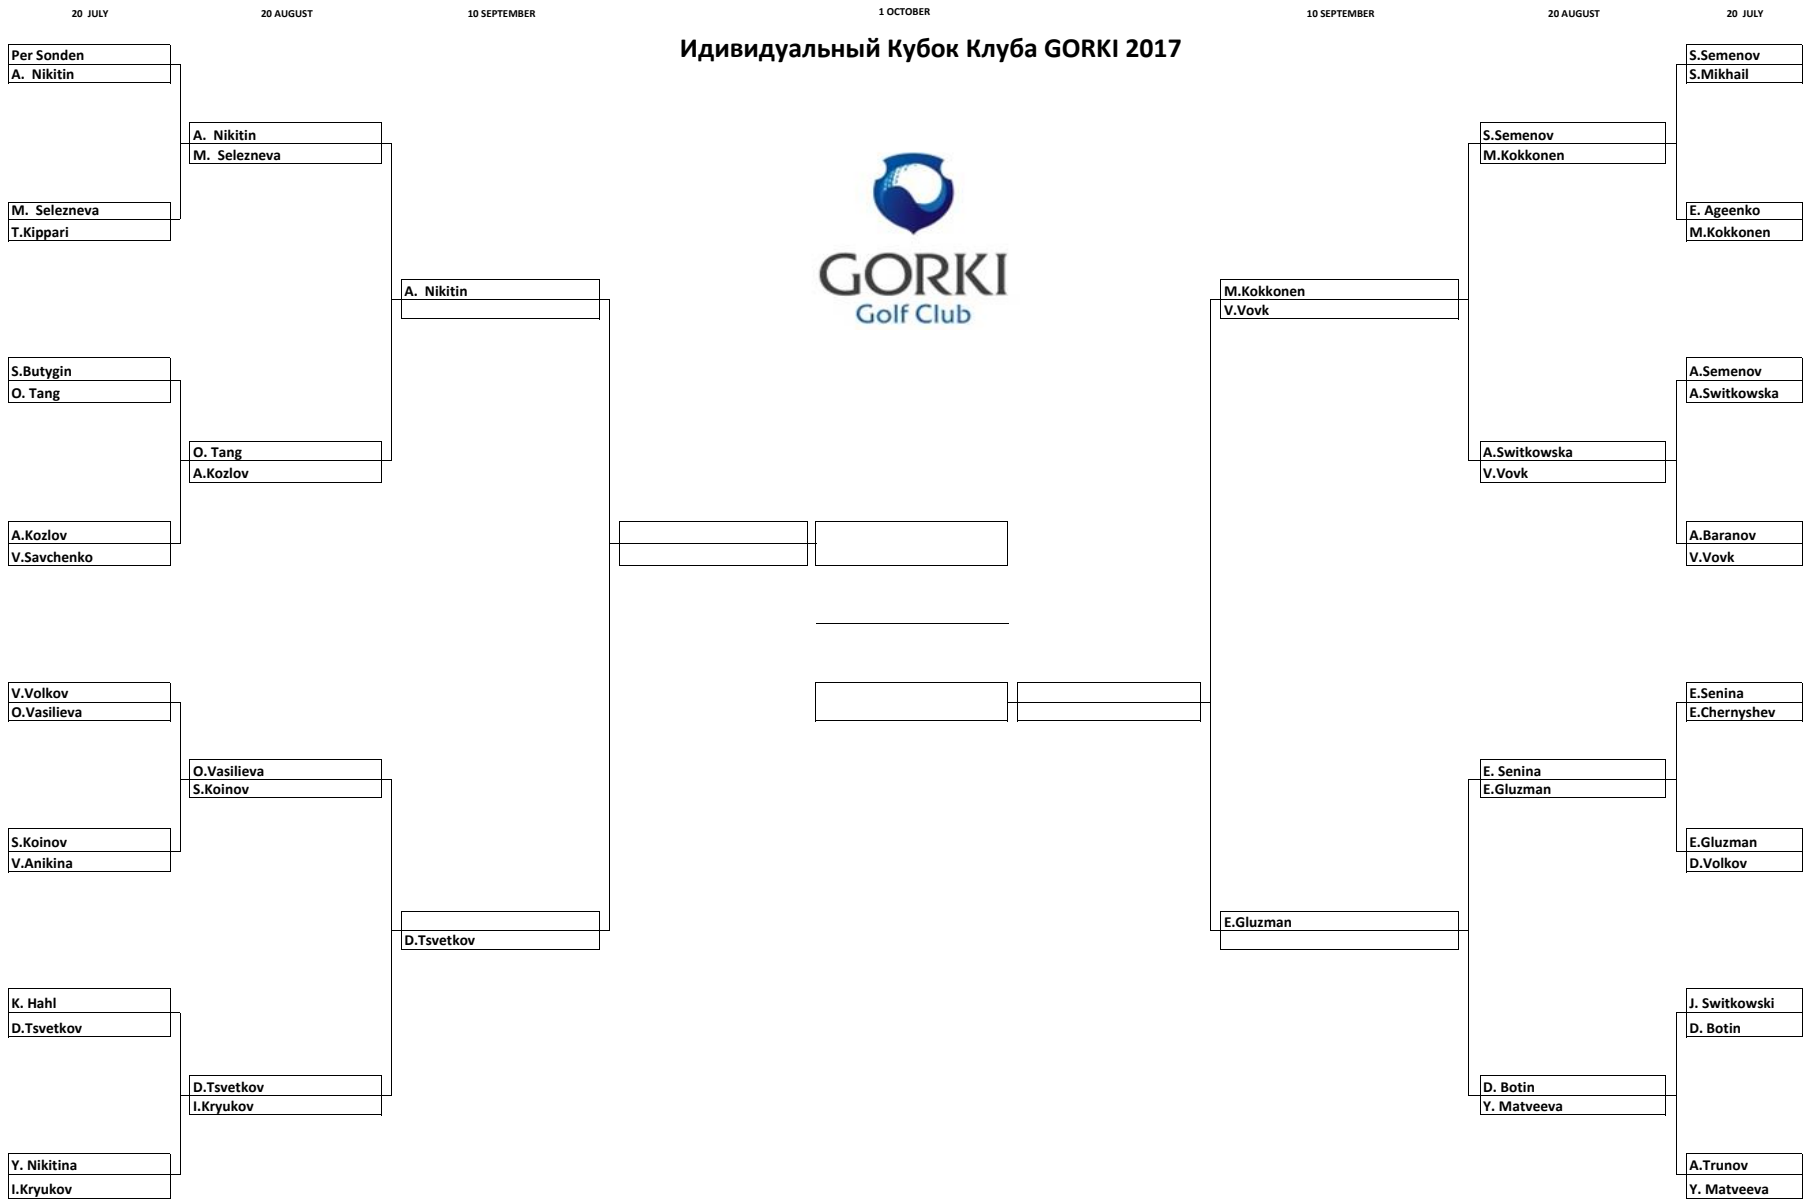 20 JULY
20 AUGUST
10 SEPTEMBER
1 OCTOBER
10 SEPTEMBER
20 AUGUST
20 JULY
Идивидуальный Кубок Клуба GORKI 2017
Per Sonden
A. Nikitin
M. Selezneva
T.Kippari
S.Butygin
O. Tang
A.Kozlov
V.Savchenko
V.Volkov
O.Vasilieva
S.Koinov
V.Anikina
K. Hahl
D.Tsvetkov
Y. Nikitina
I.Kryukov
A. Nikitin
M. Selezneva
O. Tang
A.Kozlov
O.Vasilieva
S.Koinov
D.Tsvetkov
I.Kryukov
A. Nikitin
D.Tsvetkov
GORKI
Golf Club
M.Kokkonen
V.Vovk
E.Gluzman
S.Semenov
M.Kokkonen
A.Switkowska
V.Vovk
E. Senina
E.Gluzman
D. Botin
Y. Matveeva
S.Semenov
S.Mikhail
E. Ageenko
M.Kokkonen
A.Semenov
A.Switkowska
A.Baranov
V.Vovk
E.Senina
E.Chernyshev
E.Gluzman
D.Volkov
J. Switkowski
D. Botin
A.Trunov
Y. Matveeva